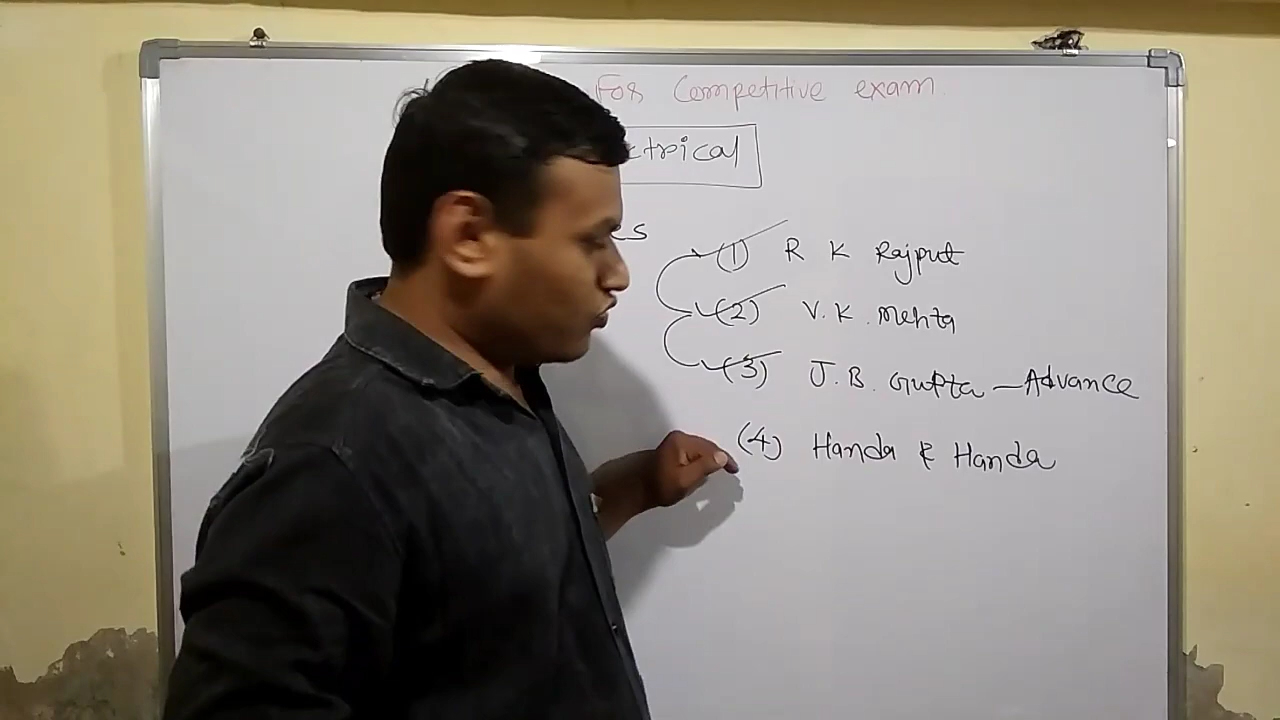 For Competitive exam.
ctrical
s
(1) R K Rajput
(2) V.K. Mehta
(3) J.B. Gupta - Advance
(4) Handa & Handa